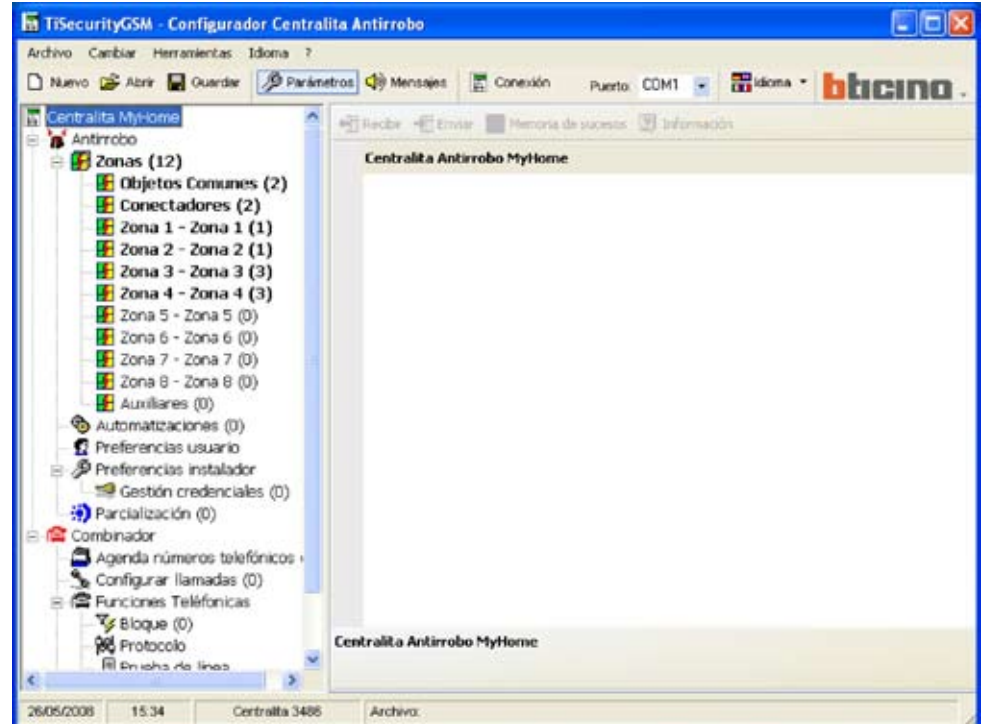 TiSecurityGSM - Configurador Centralita Antirrobo
Archivo Cambiar Herramientas Idioma ?
Nuevo Abrir Guardar Parámetros Mensajes Conexión Puerto: COM1 Idioma bticino
Centralita MyHome
Antirrobo
Zonas (12)
Objetos Comunes (2)
Conectadores (2)
Zona 1 - Zona 1 (1)
Zona 2 - Zona 2 (1)
Zona 3 - Zona 3 (3)
Zona 4 - Zona 4 (3)
Zona 5 - Zona 5 (0)
Zona 6 - Zona 6 (0)
Zona 7 - Zona 7 (0)
Zona 8 - Zona 8 (0)
Auxiliares (0)
Automatizaciones (0)
Preferencias usuario
Preferencias instalador
Gestión credenciales (0)
Parcialización (0)
Combinador
Agenda números telefónicos
Configurar llamadas (0)
Funciones Teléfonicas
Bloque (0)
Protocolo
Prueba de línea
Recibir Enviar Memoria de sucesos Información
Centralita Antirrobo MyHome
Centralita Antirrobo MyHome
26/05/2008 15:34 Centralita 3486 Archivo: